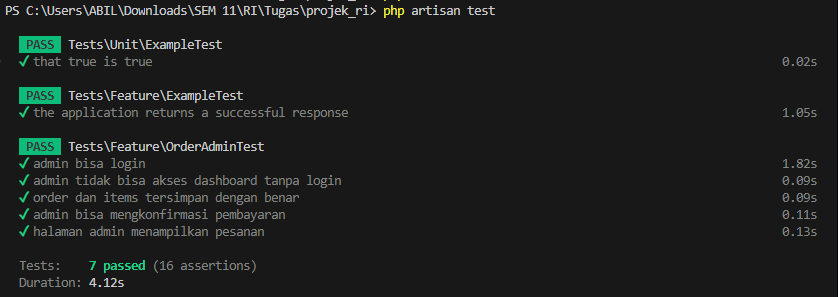 PS C:\Users\ABIL\Downloads\SEM 11\RI\Tugas\projek_ri> php artisan test
PASS Tests\Unit\ExampleTest
✓ that true is true 0.02s
PASS Tests\Feature\ExampleTest
✓ the application returns a successful response 1.05s
PASS Tests\Feature\OrderAdminTest
✓ admin bisa login 1.82s
✓ admin tidak bisa akses dashboard tanpa login 0.09s
✓ order dan items tersimpan dengan benar 0.09s
✓ admin bisa mengkonfirmasi pembayaran 0.11s
✓ halaman admin menampilkan pesanan 0.13s
Tests: 7 passed (16 assertions)
Duration: 4.12s